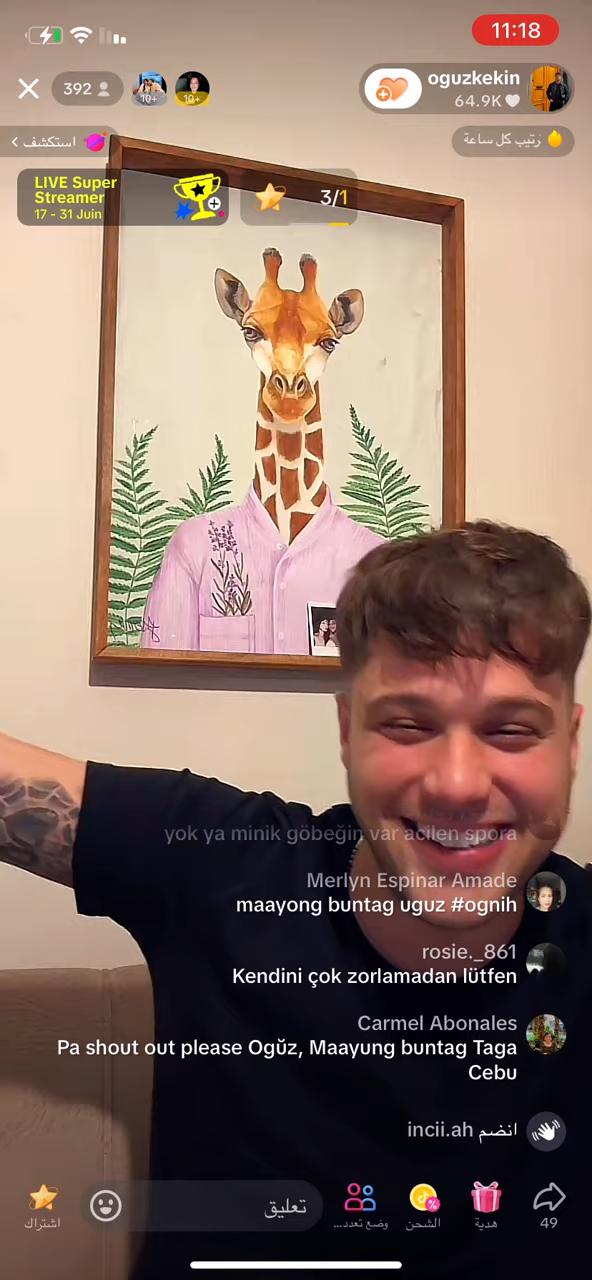 11:18
392
10+
10+
oguzkekin
64.9K
استكشف
رتيب كل ساعة
LIVE Super
Streamer
17 - 31 Juin
3/1
yok ya minik göbeğin var acilen spora
Merlyn Espinar Amade
maayong buntag uguz #ognih
rosie._861
Kendini çok zorlamadan lütfen
Carmel Abonales
Pa shout out please Ogŭz, Maayung buntag Taga
Cebu
incii.ah انضم
اشتراك
تعليق
وضع تعدد...
الشحن
هدية
49